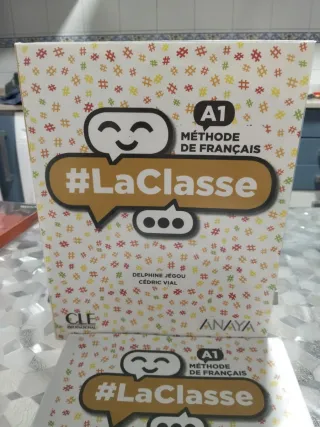 A1
MÉTHODE
DE FRANÇAIS
#LaClasse
DELPHINE JÉGOU
CÉDRIC VIAL
CLE
ANAYA
A1
MÉTHODE
DE FRANÇAIS
#LaClasse